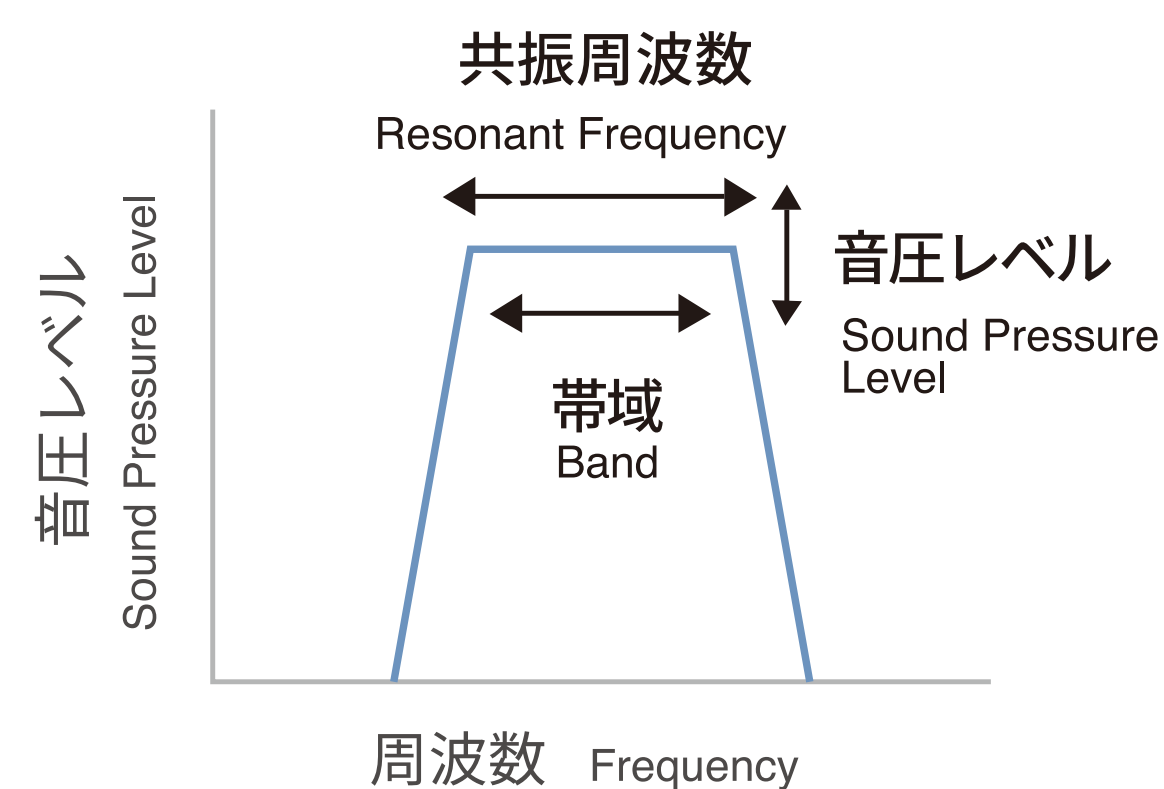 共振周波数
Resonant Frequency
音圧レベル
Sound Pressure
Level
帯域
Band
音圧レベル
Sound Pressure Level
周波数 Frequency